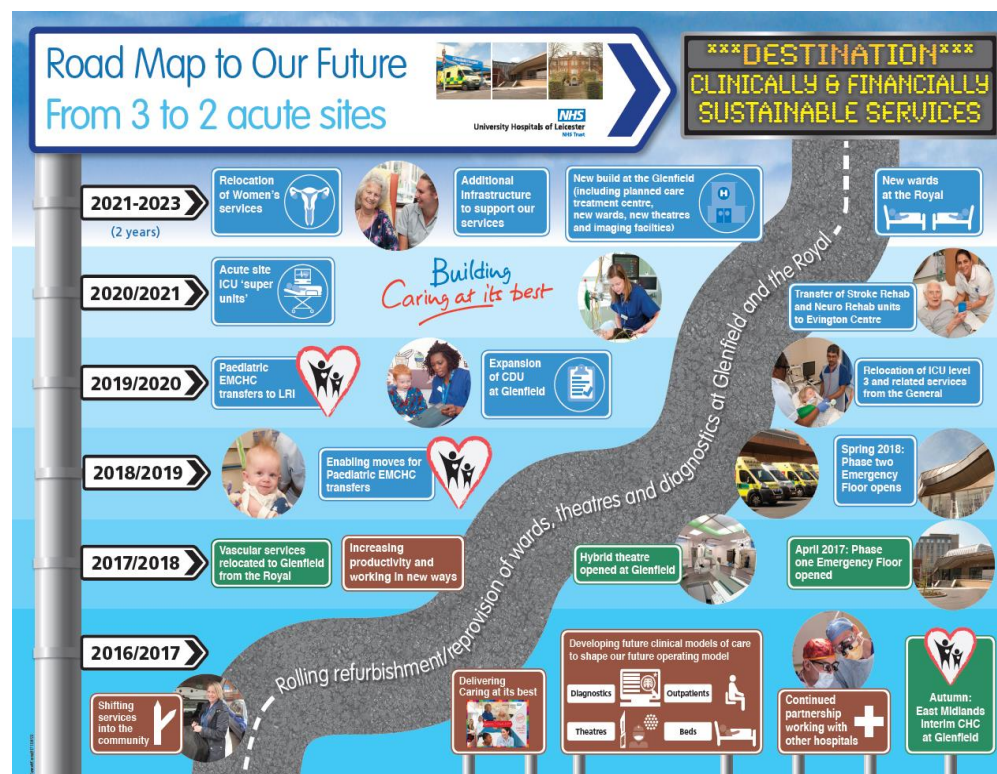 Road Map to Our Future
From 3 to 2 acute sites
NHS
University Hospitals of Leicester
NHS Trust
***DESTINATION***
CLINICALLY & FINANCIALLY
SUSTAINABLE SERVICES
2021-2023
(2 years)
Relocation
of Women's
services
Additional
Infrastructure
to support our
services
New build at the Glenfield
(including planned care
treatment centre,
new wards, new theatres
and imaging facilties)
H
New wards
at the Royal
2020/2021
Acute site
ICU 'super
units'
Building
Caring at its best
Transfer of Stroke Rehab
and Neuro Rehab units
to Evington Centre
2019/2020
Paediatric
EMCHC
transfers to LRI
Expansion
of CDU
at Glenfield
Relocation of ICU level
3 and related services
from the General
2018/2019
Enabling moves for
Paediatric EMCHC
transfers
Spring 2018:
Phase two
Emergency
Floor opens
2017/2018
Vascular services
relocated to Glenfield
from the Royal
Increasing
productivity and
working in new ways
Hybrid theatre
opened at Glenfield
April 2017: Phase
one Emergency Floor
opened
Rolling refurbishment/reprovision of wards, theatres and diagnostics at Glenfield and the Royal
2016/2017
Shifting
services
into the
community
Delivering
Caring at its best
Developing future clinical models of care
to shape our future operating model
Diagnostics
Outpatients
Theatres
Beds
Continued
partnership
working with
other hospitals
Autumn:
East Midlands
Interim CHC
at Glenfield